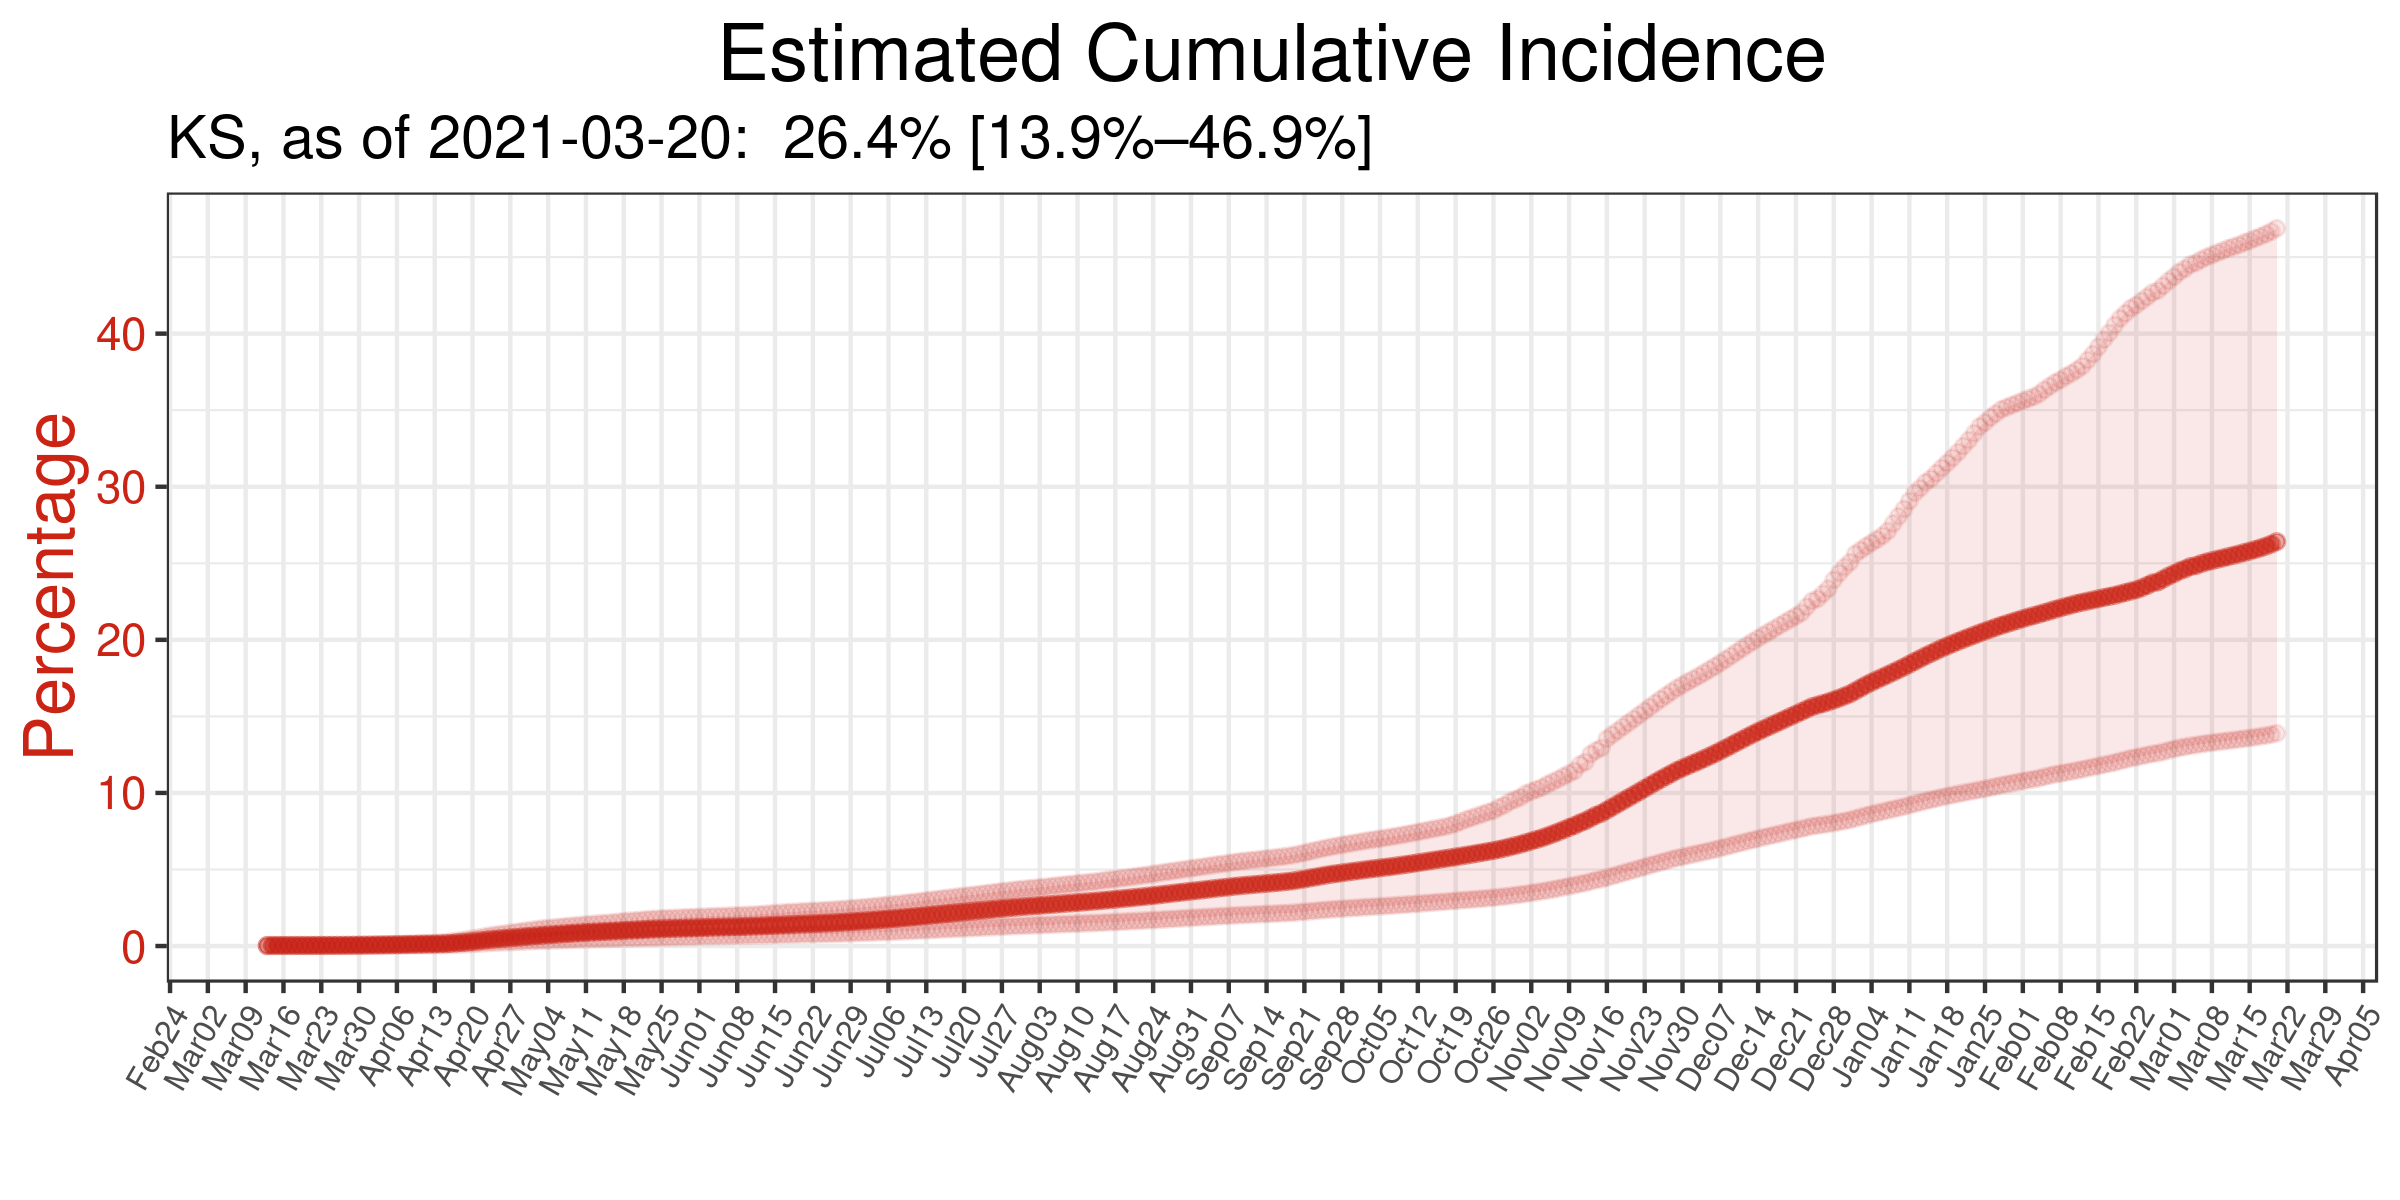 Estimated Cumulative Incidence
KS, as of 2021-03-20:  26.4% [13.9%–46.9%]
Percentage
40
30
20
10
0
Feb24
Mar02
Mar09
Mar16
Mar23
Mar30
Apr06
Apr13
Apr20
Apr27
May04
May11
May18
May25
Jun01
Jun08
Jun15
Jun22
Jun29
Jul06
Jul13
Jul20
Jul27
Aug03
Aug10
Aug17
Aug24
Aug31
Sep07
Sep14
Sep21
Sep28
Oct05
Oct12
Oct19
Oct26
Nov02
Nov09
Nov16
Nov23
Nov30
Dec07
Dec14
Dec21
Dec28
Jan04
Jan11
Jan18
Jan25
Feb01
Feb08
Feb15
Feb22
Mar01
Mar08
Mar15
Mar22
Mar29
Apr05